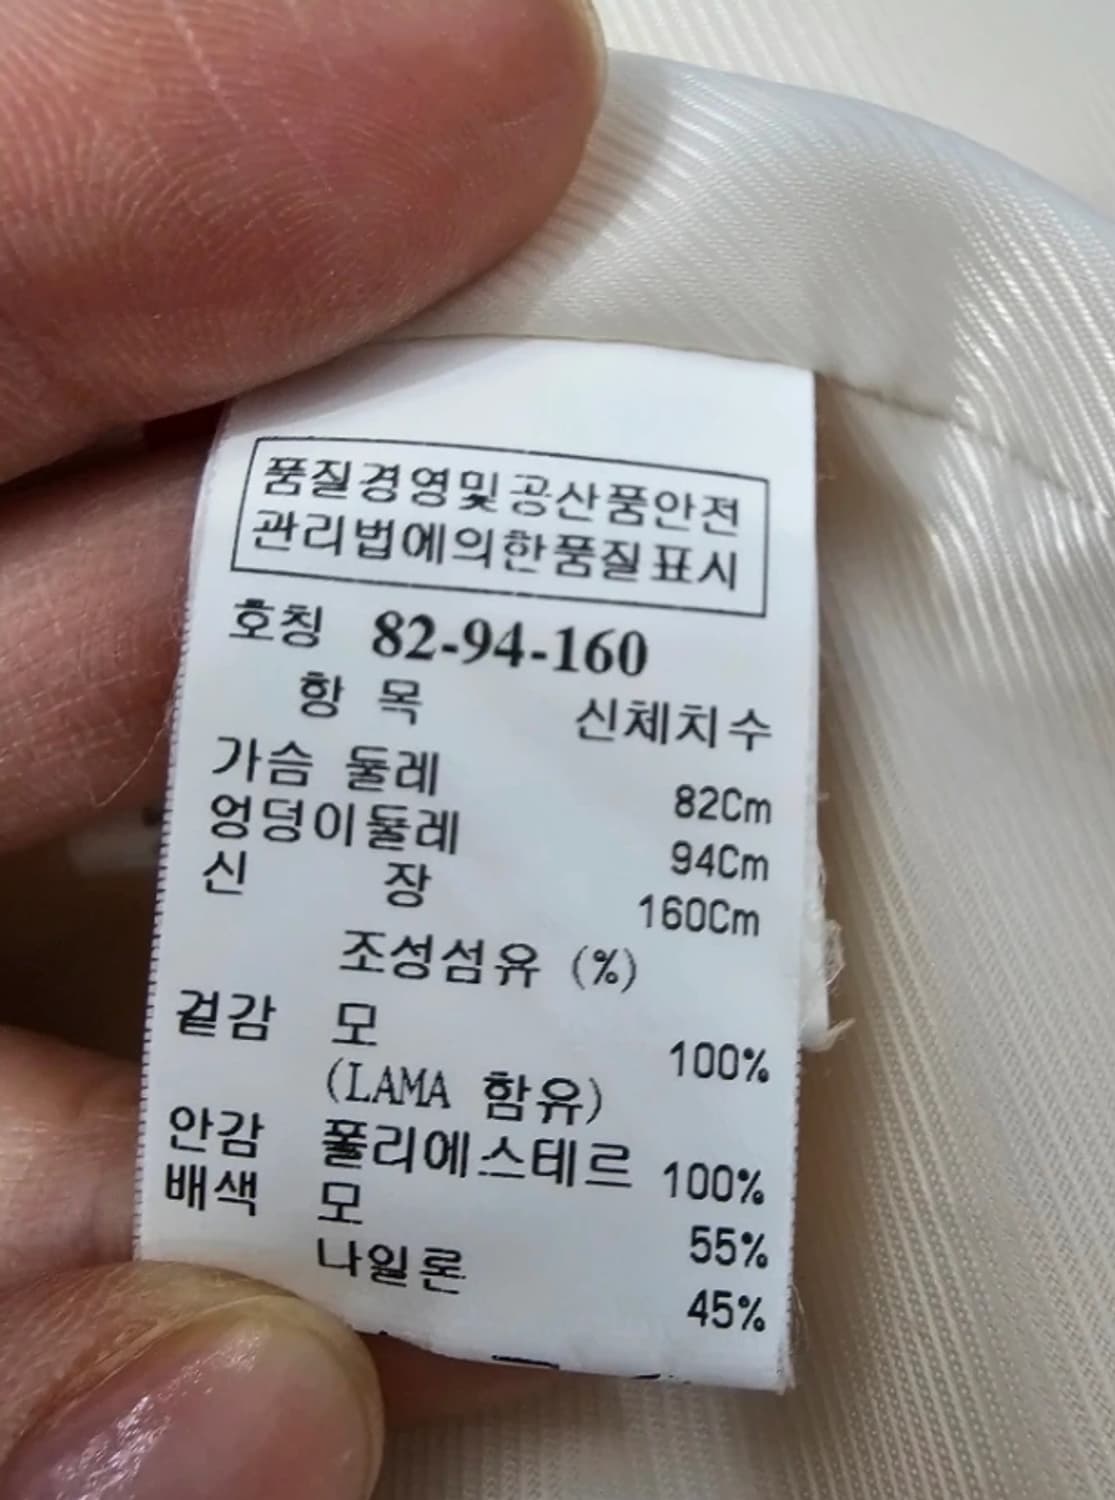 품질경영및공산품안전
관리법에의한품질표시
호칭 82-94-160
항 목 신체치수
가슴 둘레 82Cm
엉덩이둘레 94Cm
신 장 160Cm
조성섬유 (%)
겉감 모 100%
(LAMA 함유)
안감 폴리에스테르 100%
배색 모 55%
나일론 45%